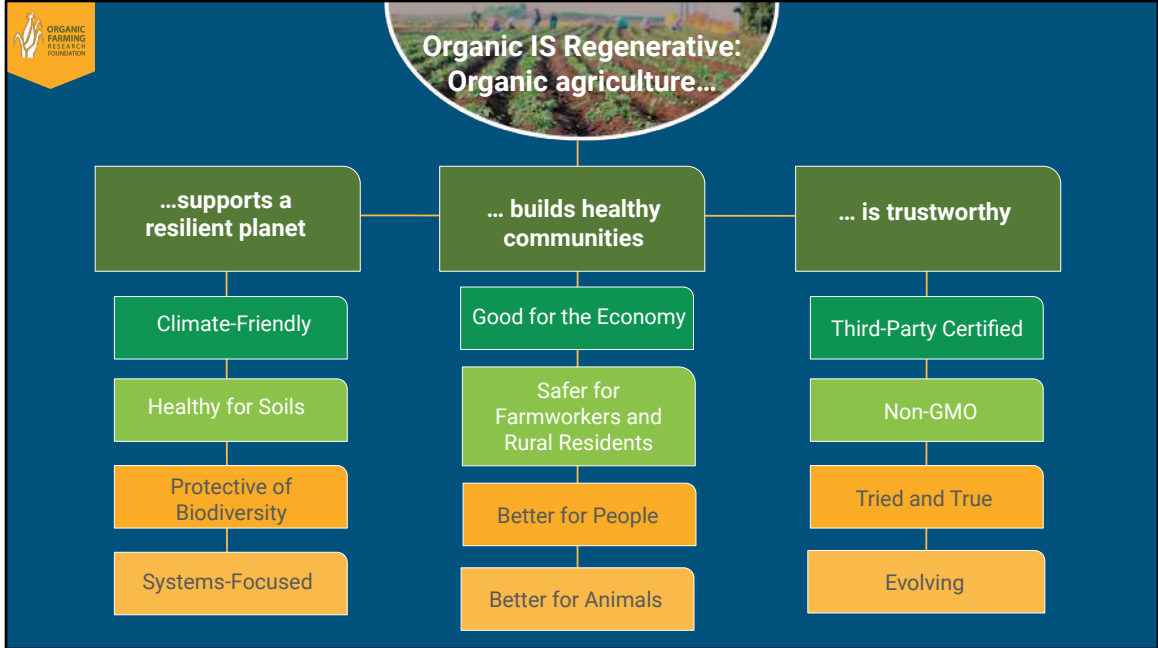 ORGANIC
FARMING
RESEARCH
FOUNDATION
Organic IS Regenerative:
Organic agriculture…
…supports a
resilient planet
Climate-Friendly
Healthy for Soils
Protective of
Biodiversity
Systems-Focused
… builds healthy
communities
Good for the Economy
Safer for
Farmworkers and
Rural Residents
Better for People
Better for Animals
… is trustworthy
Third-Party Certified
Non-GMO
Tried and True
Evolving